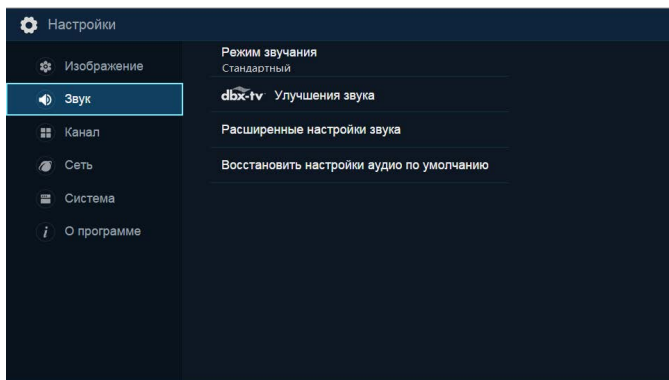 Настройки
Изображение
Звук
Канал
Сеть
Система
О программе
Режим звучания
Стандартный
dbx-tv Улучшения звука
Расширенные настройки звука
Восстановить настройки аудио по умолчанию